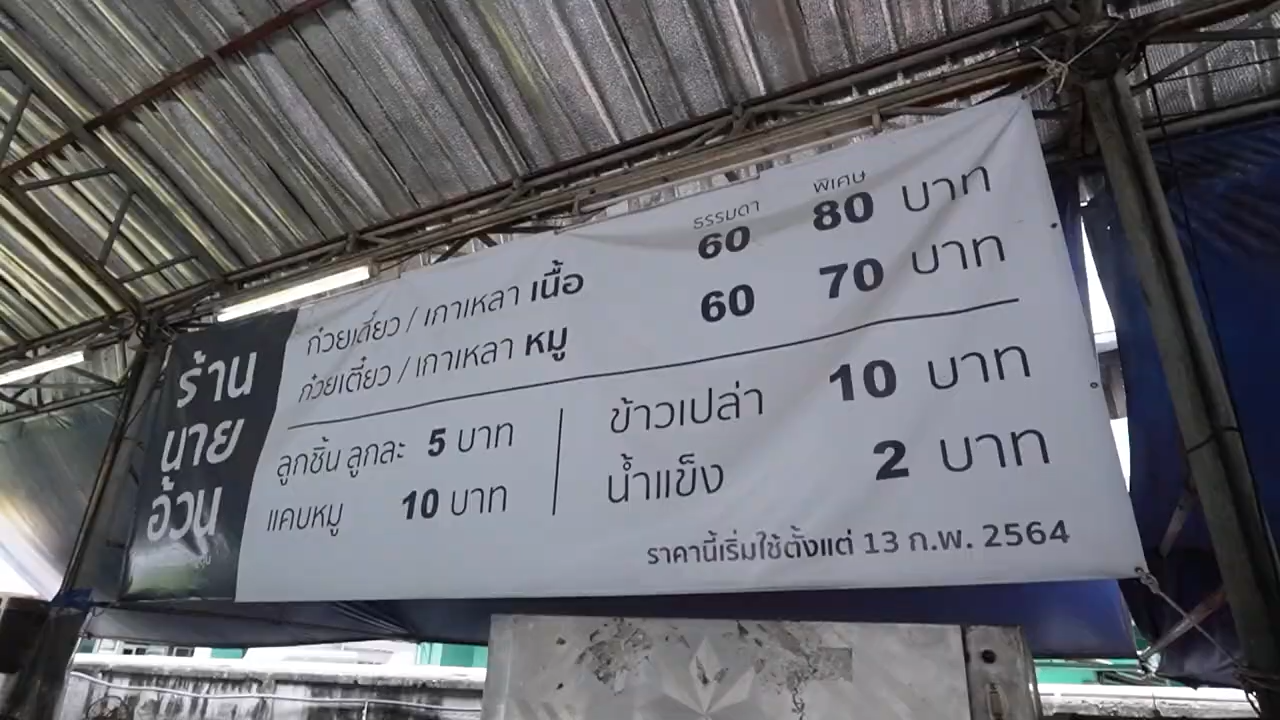 ร้าน
นาย
อ้วน
ธรรมดา พิเศษ
ก๋วยเตี๋ยว / เกาเหลา เนื้อ 60 80 บาท
ก๋วยเตี๋ยว / เกาเหลา หมู 60 70 บาท
ลูกชิ้น ลูกละ 5 บาท
แคบหมู 10 บาท
ข้าวเปล่า 10 บาท
น้ำแข็ง 2 บาท
ราคานี้เริ่มใช้ตั้งแต่ 13 ก.พ. 2564